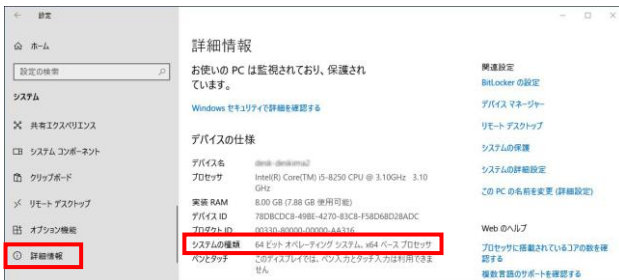 設定
ホーム
設定の検索
システム
共有エクスペリエンス
システム コンポーネント
クリップボード
リモート デスクトップ
オプション機能
詳細情報
詳細情報
お使いの PC は監視されており、保護され
ています。
Windows セキュリティで詳細を確認する
デバイスの仕様
デバイス名
プロセッサ Intel(R) Core(TM) i5-8250 CPU @ 3.10GHz 3.10
GHz
実装 RAM 8.00 GB (7.88 GB 使用可能)
デバイス ID 78DBCDC8-49BE-4270-83C8-F58D68D28ADC
プロダクト ID 00330-80000-00000-AA316
システムの種類 64 ビット オペレーティング システム、x64 ベース プロセッサ
ペンとタッチ このディスプレイでは、ペン入力とタッチ入力は利用できま
せん
関連設定
BitLocker の設定
デバイス マネージャー
リモート デスクトップ
システムの保護
システムの詳細設定
この PC の名前を変更 (詳細設定)
Web のヘルプ
プロセッサに搭載されているコアの数を確
認する
複数言語のサポートを確認する